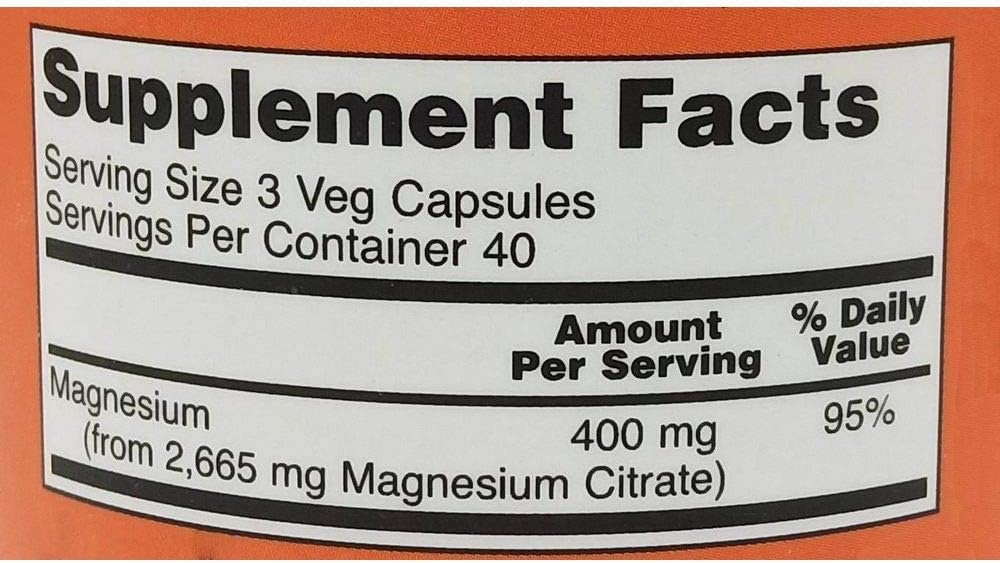 Supplement Facts
Serving Size 3 Veg Capsules
Servings Per Container 40
Amount Per Serving
% Daily Value
Magnesium 400 mg 95%
(from 2,665 mg Magnesium Citrate)